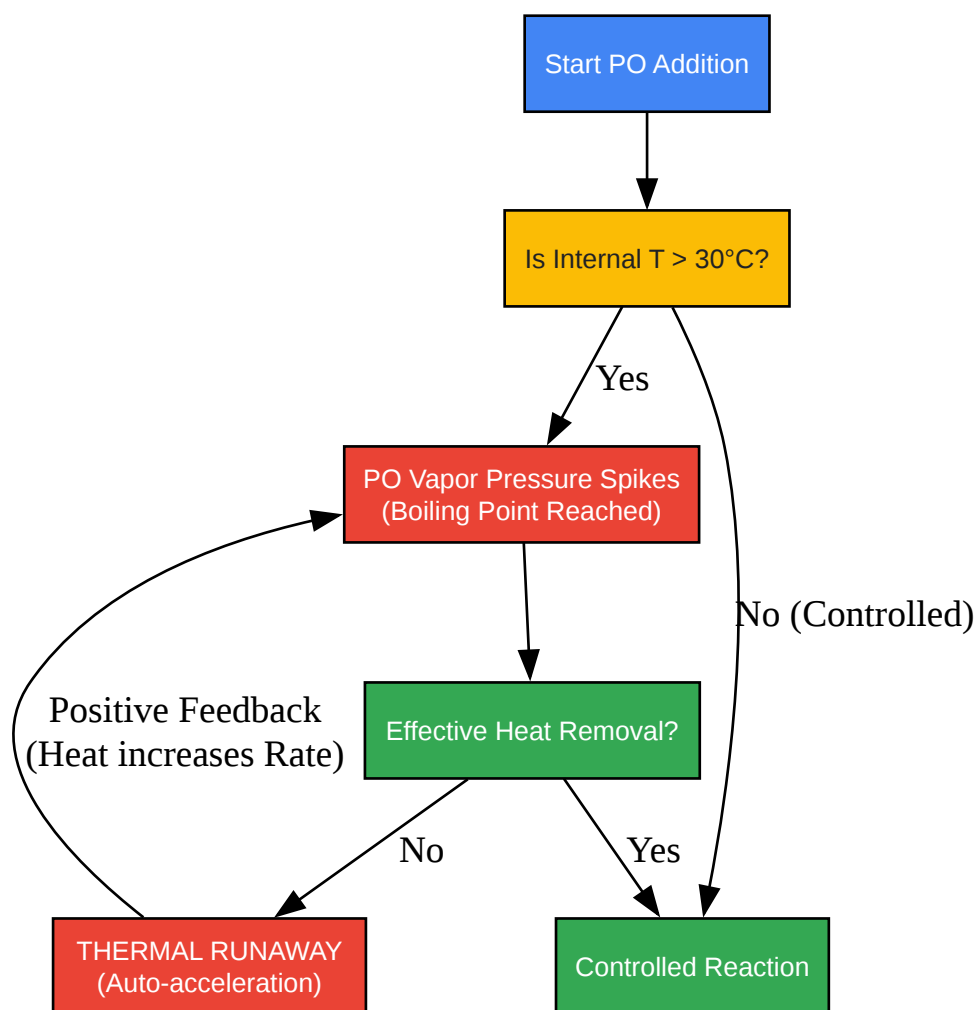 Start PO Addition
Is Internal T > 30°C?
Yes
PO Vapor Pressure Spikes
(Boiling Point Reached)
No (Controlled)
Positive Feedback
(Heat increases Rate)
Effective Heat Removal?
No
Yes
THERMAL RUNAWAY
(Auto-acceleration)
Controlled Reaction